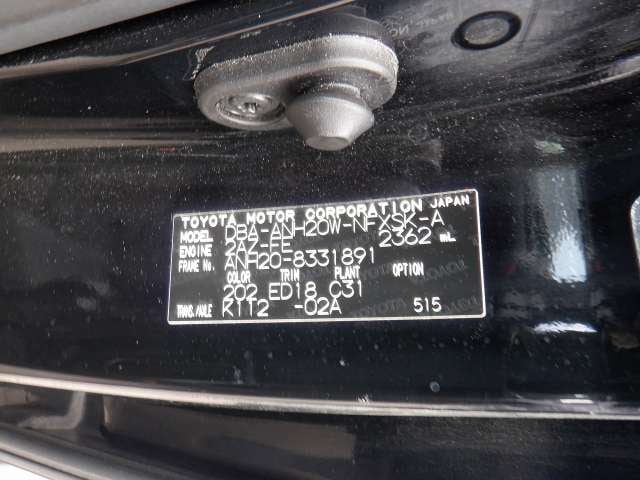 TOYOTA MOTOR CORPORATION JAPAN
MODEL DBA-ANH20W-NFXSK-A
ENGINE 2AZ-FE 2362 mL
FRAME No. ANH20-8331891
COLOR TRIM PLANT OPTION
202 ED18 C31
TRANS./AXLE K112 -02A 515